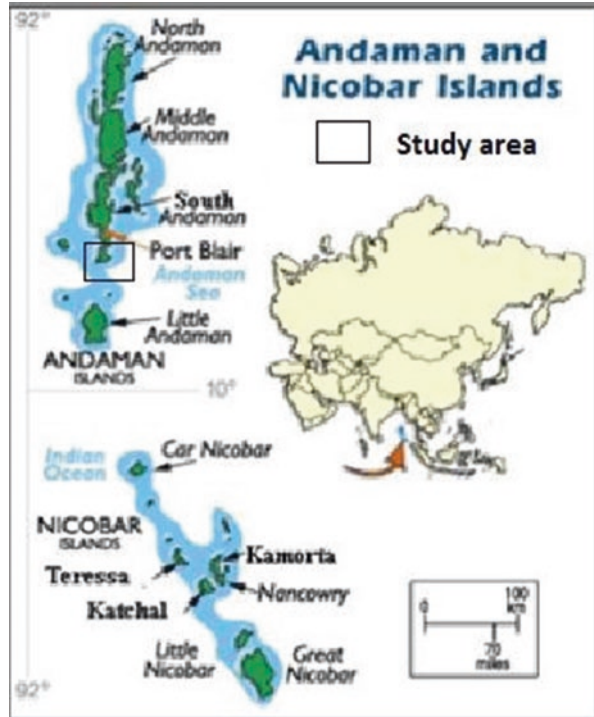 92°
North
Andaman
Middle
Andaman
South
Andaman
Port Blair
Andaman
Sea
Little
Andaman
ANDAMAN
ISLANDS
10°
Andaman and
Nicobar Islands
Study area
Indian
Ocean
Car Nicobar
NICOBAR
ISLANDS
Teressa
Kamorta
Katchal
Nancowry
Little
Nicobar
Great
Nicobar
92°
0
100
km
70
miles